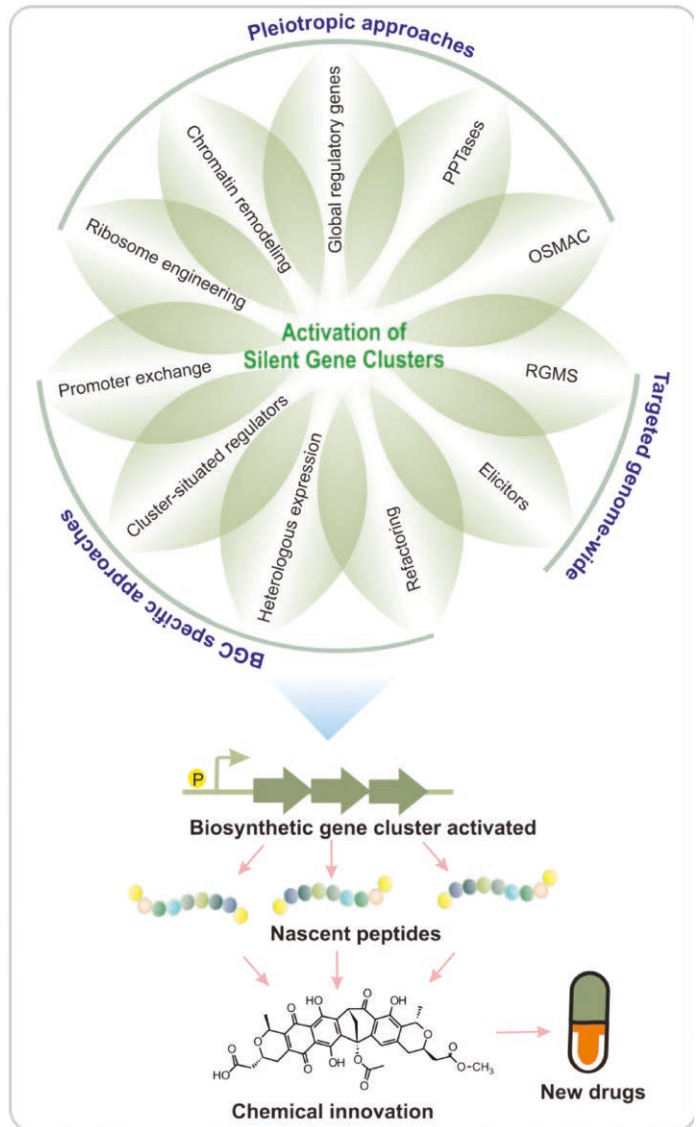 Pleiotropic approaches
Global regulatory genes
PPTases
OSMAC
Chromatin remodeling
Ribosome engineering
Activation of
Silent Gene Clusters
Promoter exchange
RGMS
Cluster-situated regulators
Heterologous expression
Refactoring
Elicitors
Targeted genome-wide
BGC specific approaches
P
Biosynthetic gene cluster activated
Nascent peptides
OH
O
O
OH
O
O
HO
O
O
OH
O
O
O
O
O
O-CH₃
Chemical innovation
New drugs